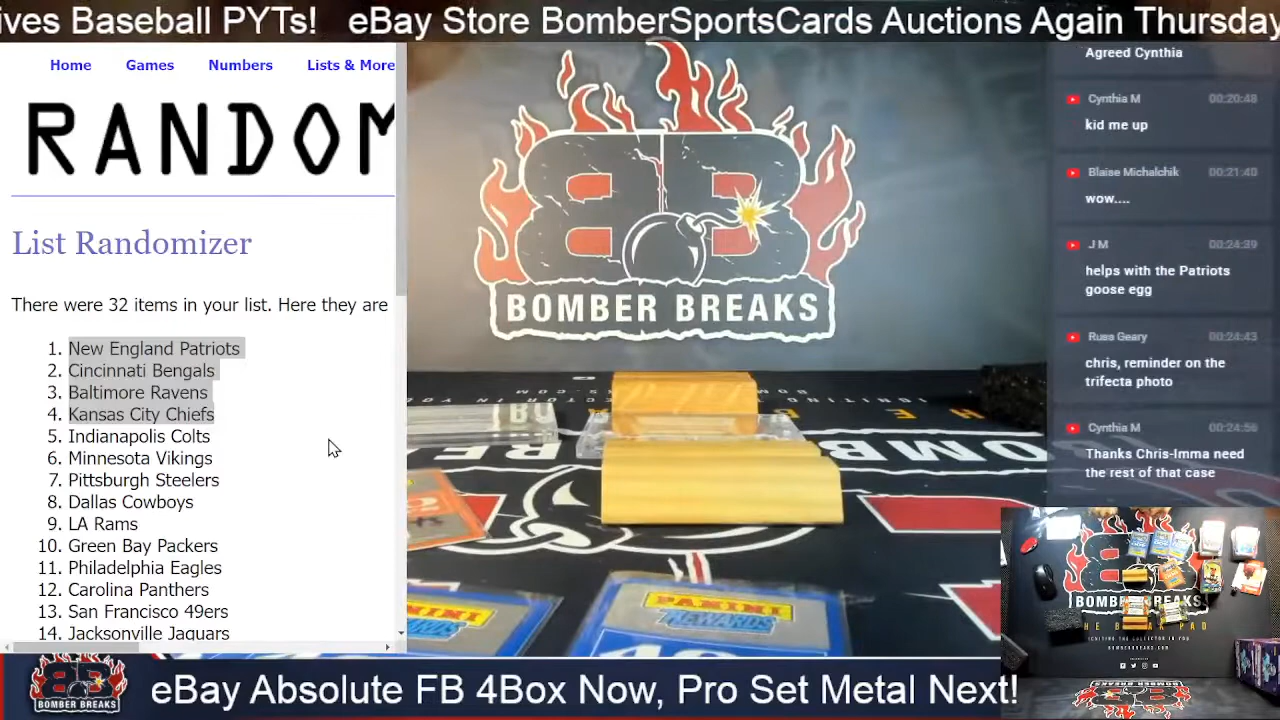 ives Baseball PYTs!   eBay Store BomberSportsCards Auctions Again Thursday
Home Games Numbers Lists & More
RANDOM
List Randomizer
There were 32 items in your list. Here they are
1. New England Patriots
2. Cincinnati Bengals
3. Baltimore Ravens
4. Kansas City Chiefs
5. Indianapolis Colts
6. Minnesota Vikings
7. Pittsburgh Steelers
8. Dallas Cowboys
9. LA Rams
10. Green Bay Packers
11. Philadelphia Eagles
12. Carolina Panthers
13. San Francisco 49ers
14. Jacksonville Jaguars
BB
BOMBER BREAKS
PANINI
REWARDS
Agreed Cynthia
Cynthia M 00:20:48
kid me up
Blaise Michalchik 00:21:40
wow....
J M 00:24:39
helps with the Patriots
goose egg
Russ Geary 00:24:43
chris, reminder on the
trifecta photo
Cynthia M 00:24:56
Thanks Chris-Imma need
the rest of that case
BOMBER BREAKS
BOMBER BREAKS
eBay Absolute FB 4Box Now, Pro Set Metal Next!